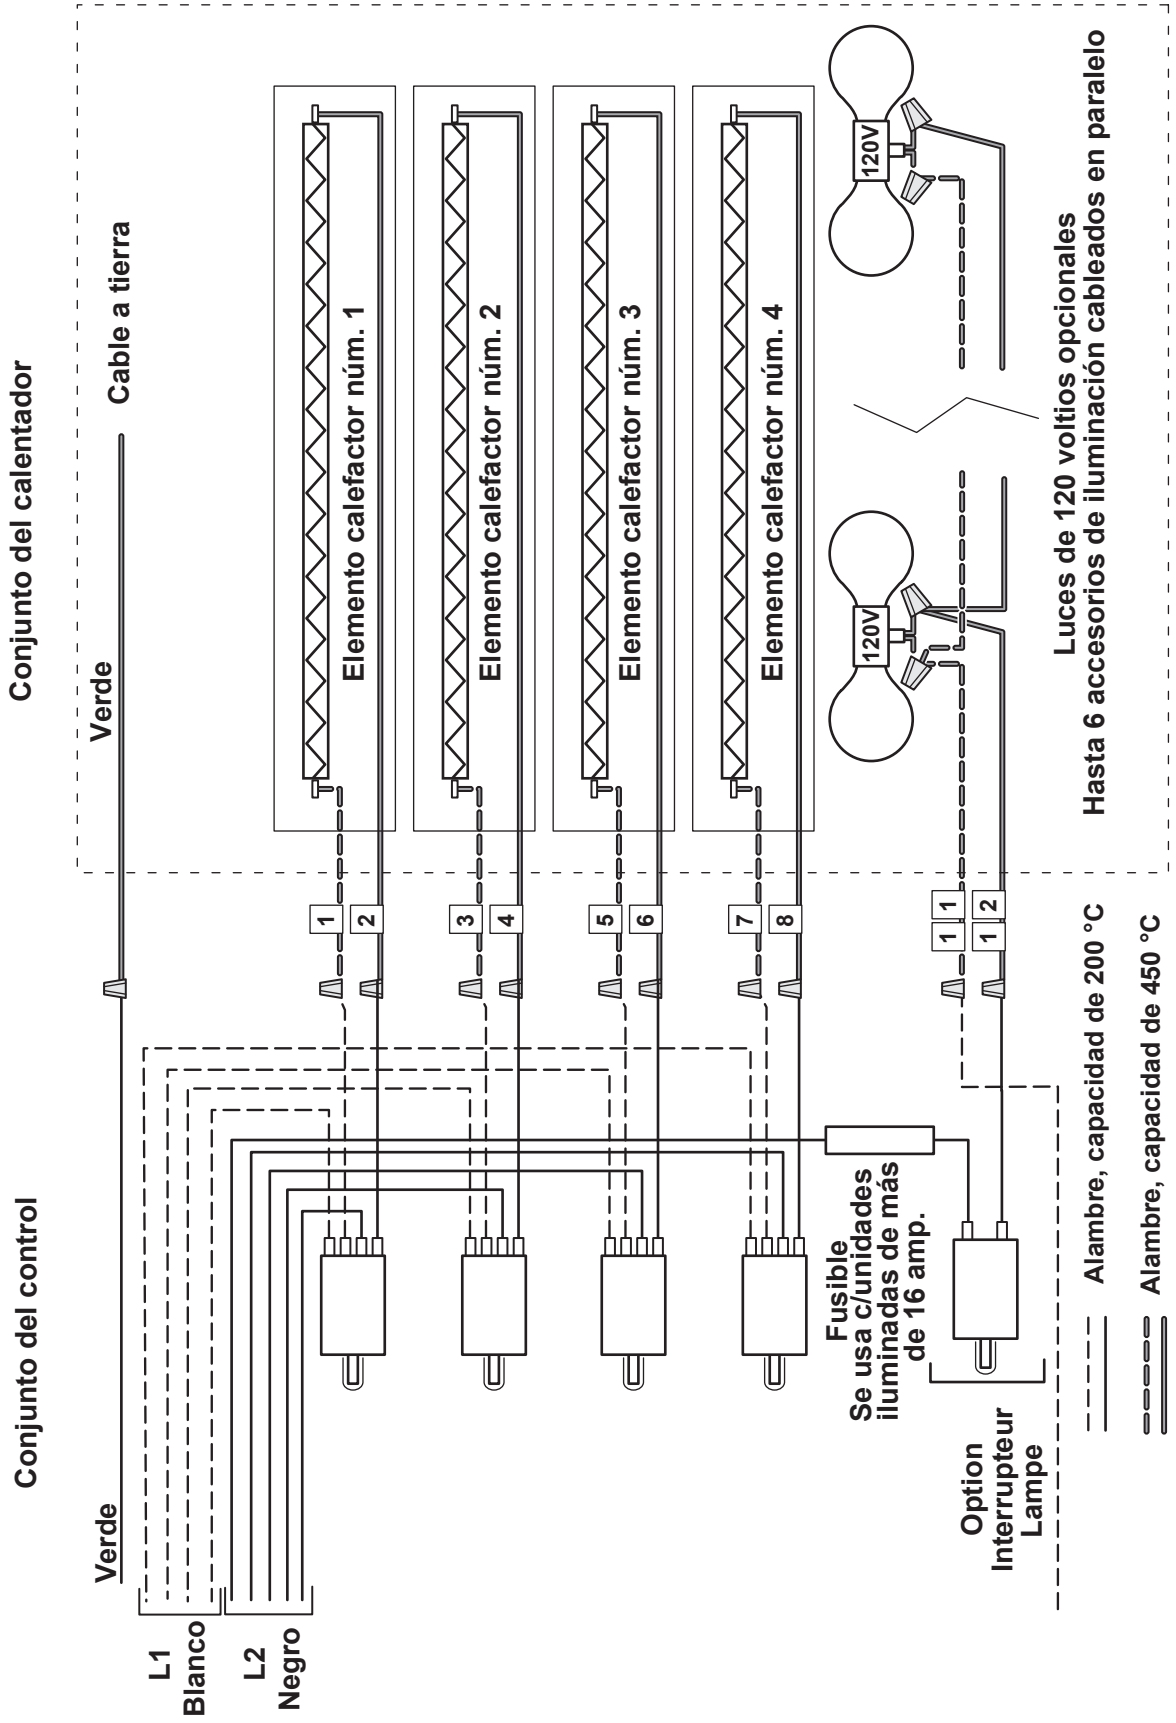 Conjunto del control
Conjunto del calentador
Verde
Verde
Cable a tierra
L1
Blanco
L2
Negro
1
2
Elemento calefactor núm. 1
3
4
Elemento calefactor núm. 2
5
6
Elemento calefactor núm. 3
7
8
Elemento calefactor núm. 4
Fusible
Se usa c/unidades
iluminadas de más
de 16 amp.
120V
120V
1 1
1 2
Option
Interrupteur
Lampe
Luces de 120 voltios opcionales
Hasta 6 accesorios de iluminación cableados en paralelo
Alambre, capacidad de 200 °C
Alambre, capacidad de 450 °C